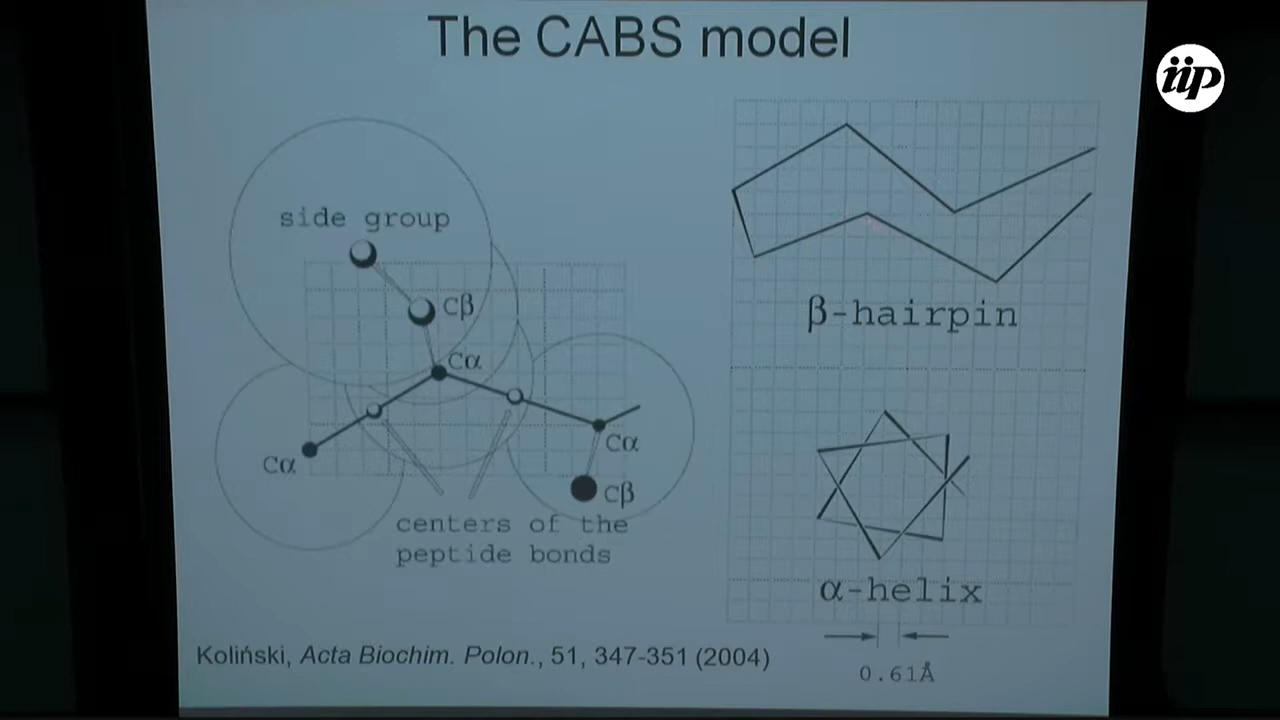 The CABS model
iip
side group
Cβ
Cα
Cα
Cα
Cβ
centers of the
peptide bonds
β-hairpin
α-helix
0.61Å
Koliński, Acta Biochim. Polon., 51, 347-351 (2004)